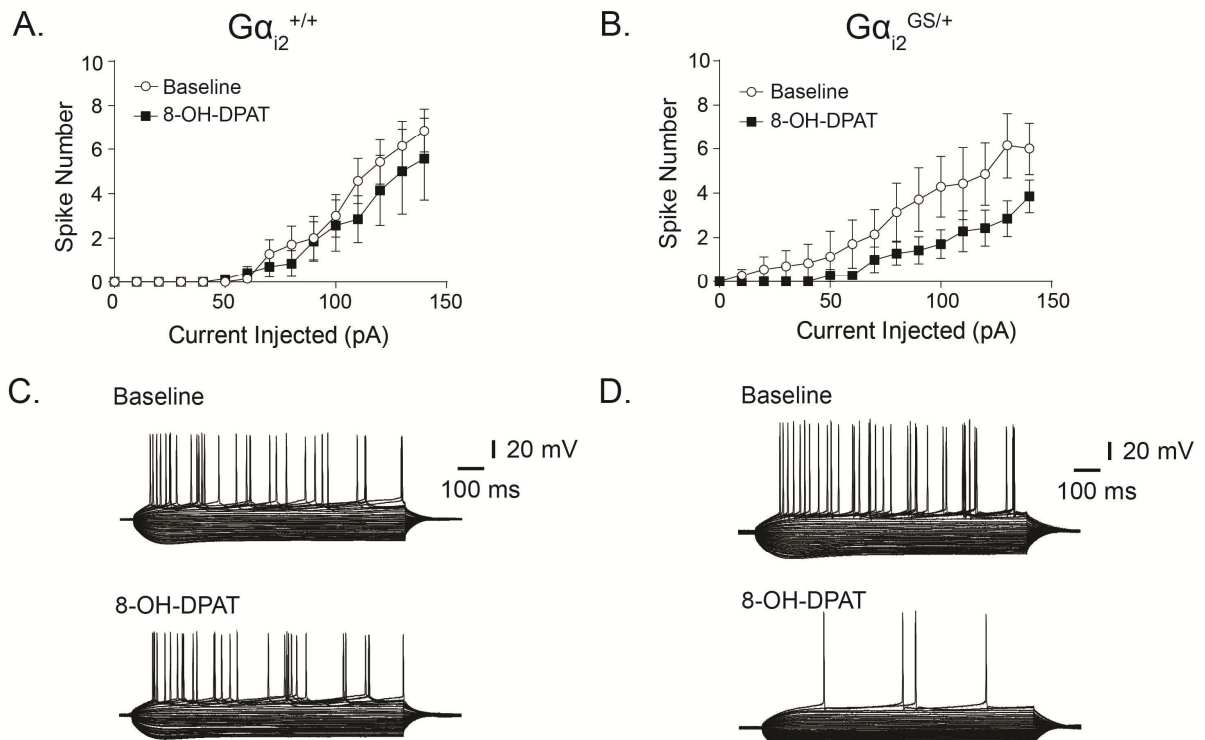 A.
Gαi2+/+
10
8
6
4
2
0
Spike Number
Baseline
8-OH-DPAT
0 50 100 150
Current Injected (pA)
B.
Gαi2GS/+
10
8
6
4
2
0
Spike Number
Baseline
8-OH-DPAT
0 50 100 150
Current Injected (pA)
C.
Baseline
20 mV
100 ms
8-OH-DPAT
D.
Baseline
20 mV
100 ms
8-OH-DPAT